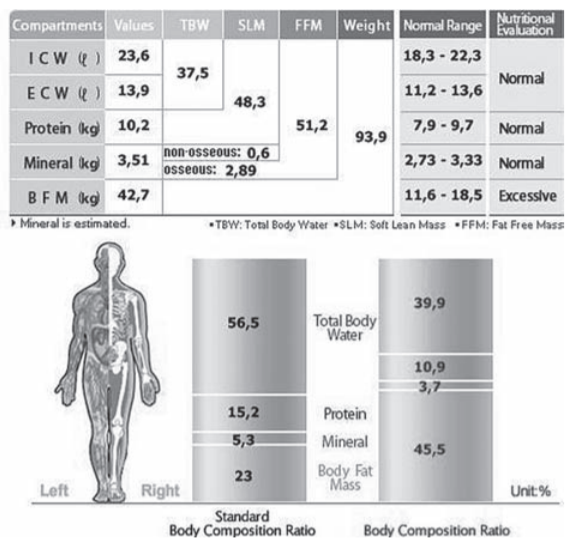 Compartments Values TBW SLM FFM Weight Normal Range Nutritional Evaluation
I C W (ℓ) 23,6 37,5 48,3 51,2 93,9 18,3 - 22,3 Normal
E C W (ℓ) 13,9 11,2 - 13,6
Protein (kg) 10,2 7,9 - 9,7 Normal
Mineral (kg) 3,51 non-osseous: 0,6 2,73 - 3,33 Normal
osseous: 2,89
B F M (kg) 42,7 11,6 - 18,5 Excessive
▸ Mineral is estimated. ▪TBW: Total Body Water ▪SLM: Soft Lean Mass ▪FFM: Fat Free Mass
56,5 Total Body 39,9
Water
10,9
3,7
15,2 Protein
5,3 Mineral 45,5
23 Body Fat
Mass
Left Right Unit:%
Standard
Body Composition Ratio Body Composition Ratio